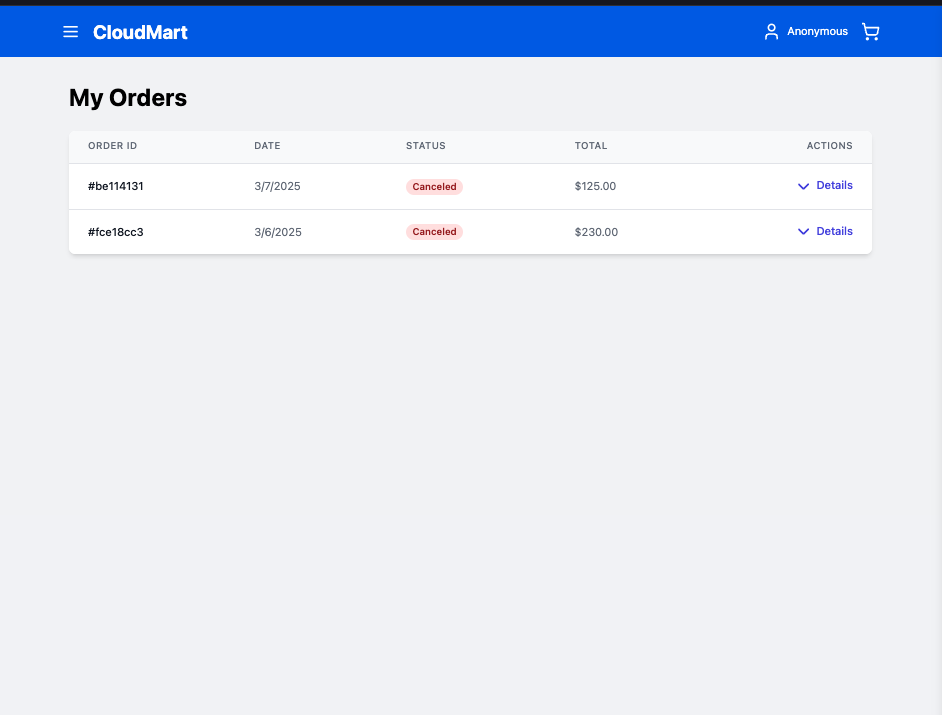 CloudMart Anonymous
My Orders
ORDER ID DATE STATUS TOTAL ACTIONS
#be114131 3/7/2025 Canceled $125.00 Details
#fce18cc3 3/6/2025 Canceled $230.00 Details